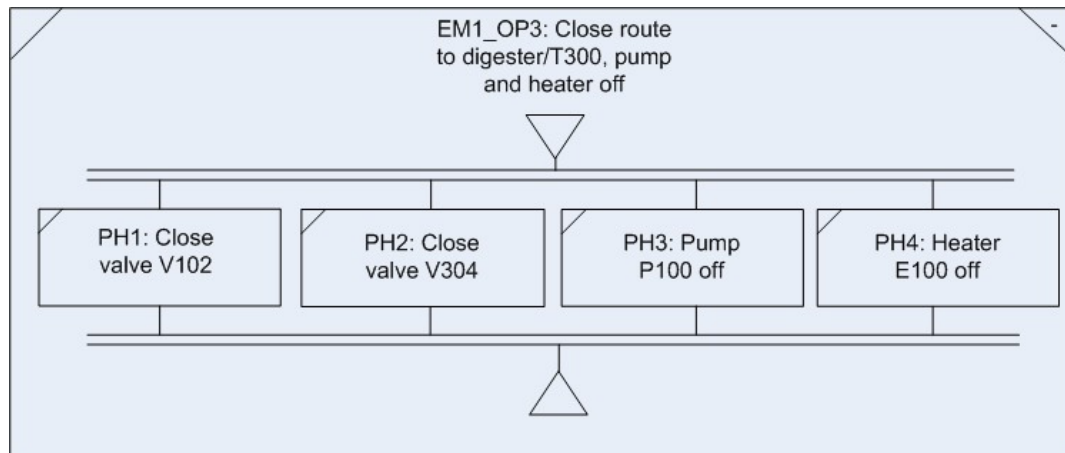 EM1_OP3: Close route
to digester/T300, pump
and heater off
-
PH1: Close
valve V102
PH2: Close
valve V304
PH3: Pump
P100 off
PH4: Heater
E100 off